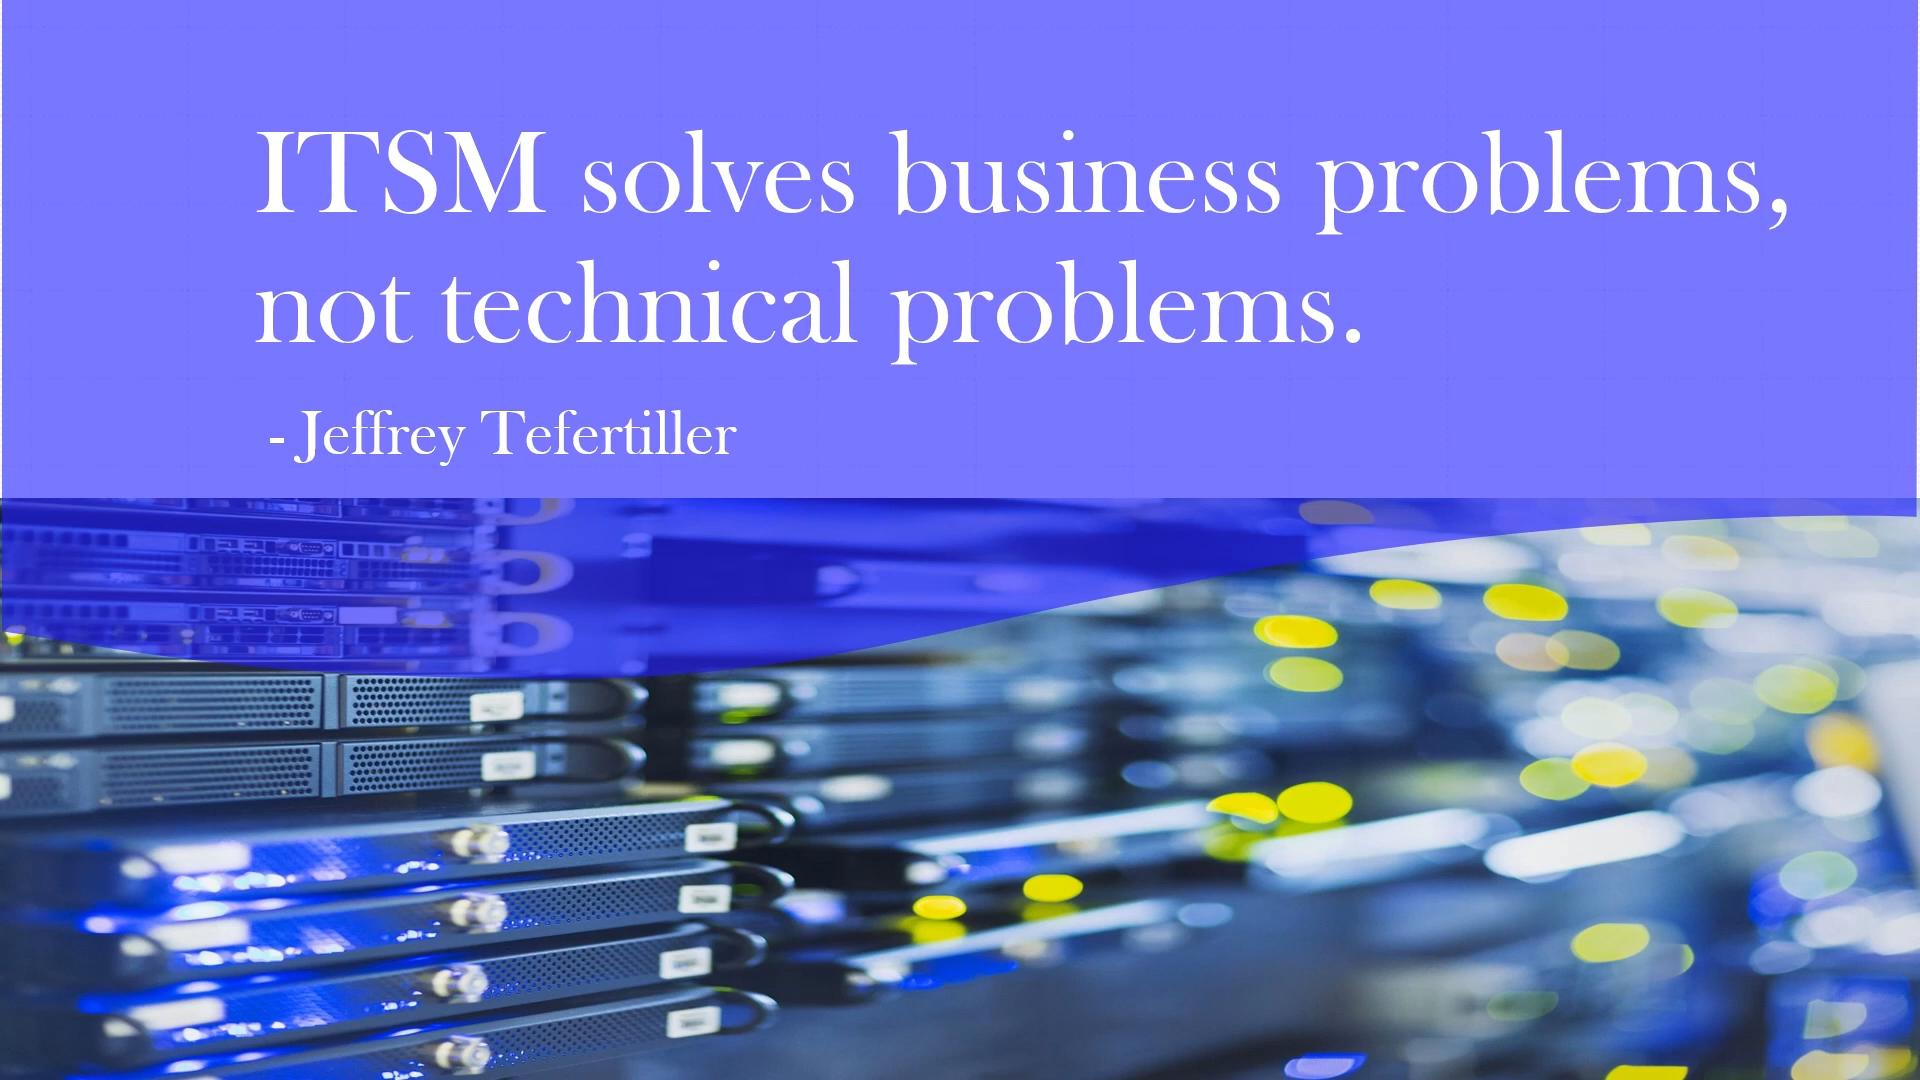 ITSM solves business problems,
not technical problems.
- Jeffrey Tefertiller